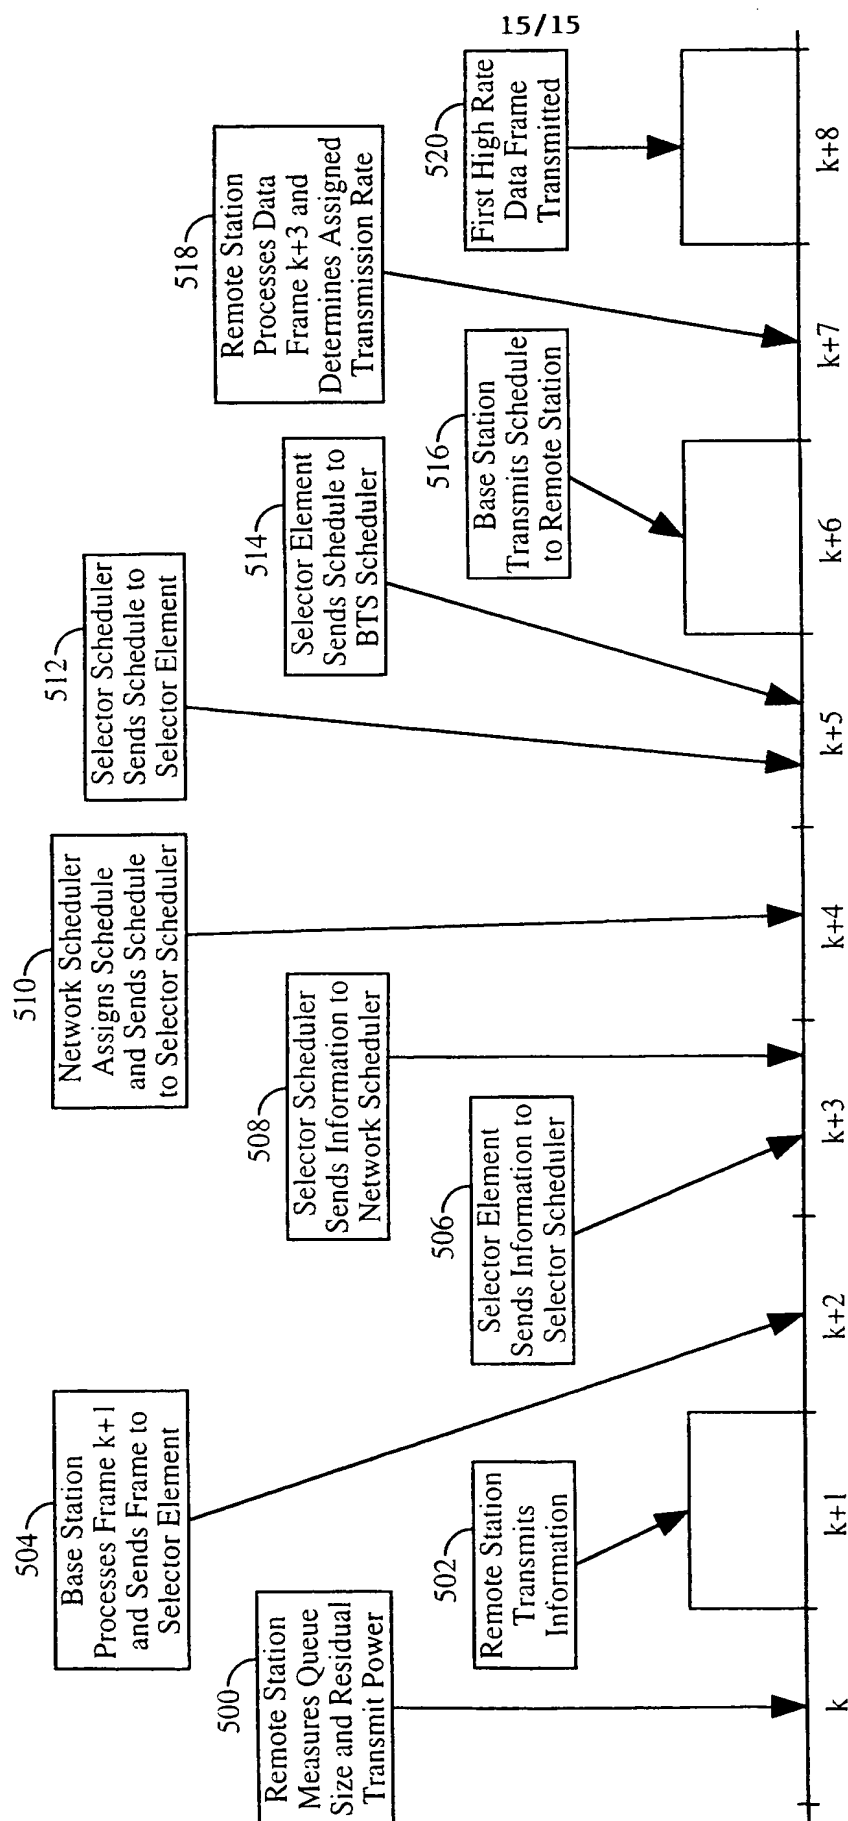 15/15
500
Remote Station
Measures Queue
Size and Residual
Transmit Power
502
Remote Station
Transmits
Information
504
Base Station
Processes Frame k+1
and Sends Frame to
Selector Element
506
Selector Element
Sends Information to
Selector Scheduler
508
Selector Scheduler
Sends Information to
Network Scheduler
510
Network Scheduler
Assigns Schedule
and Sends Schedule
to Selector Scheduler
512
Selector Scheduler
Sends Schedule to
Selector Element
514
Selector Element
Sends Schedule to
BTS Scheduler
516
Base Station
Transmits Schedule
to Remote Station
518
Remote Station
Processes Data
Frame k+3 and
Determines Assigned
Transmission Rate
520
First High Rate
Data Frame
Transmitted
k
k+1
k+2
k+3
k+4
k+5
k+6
k+7
k+8